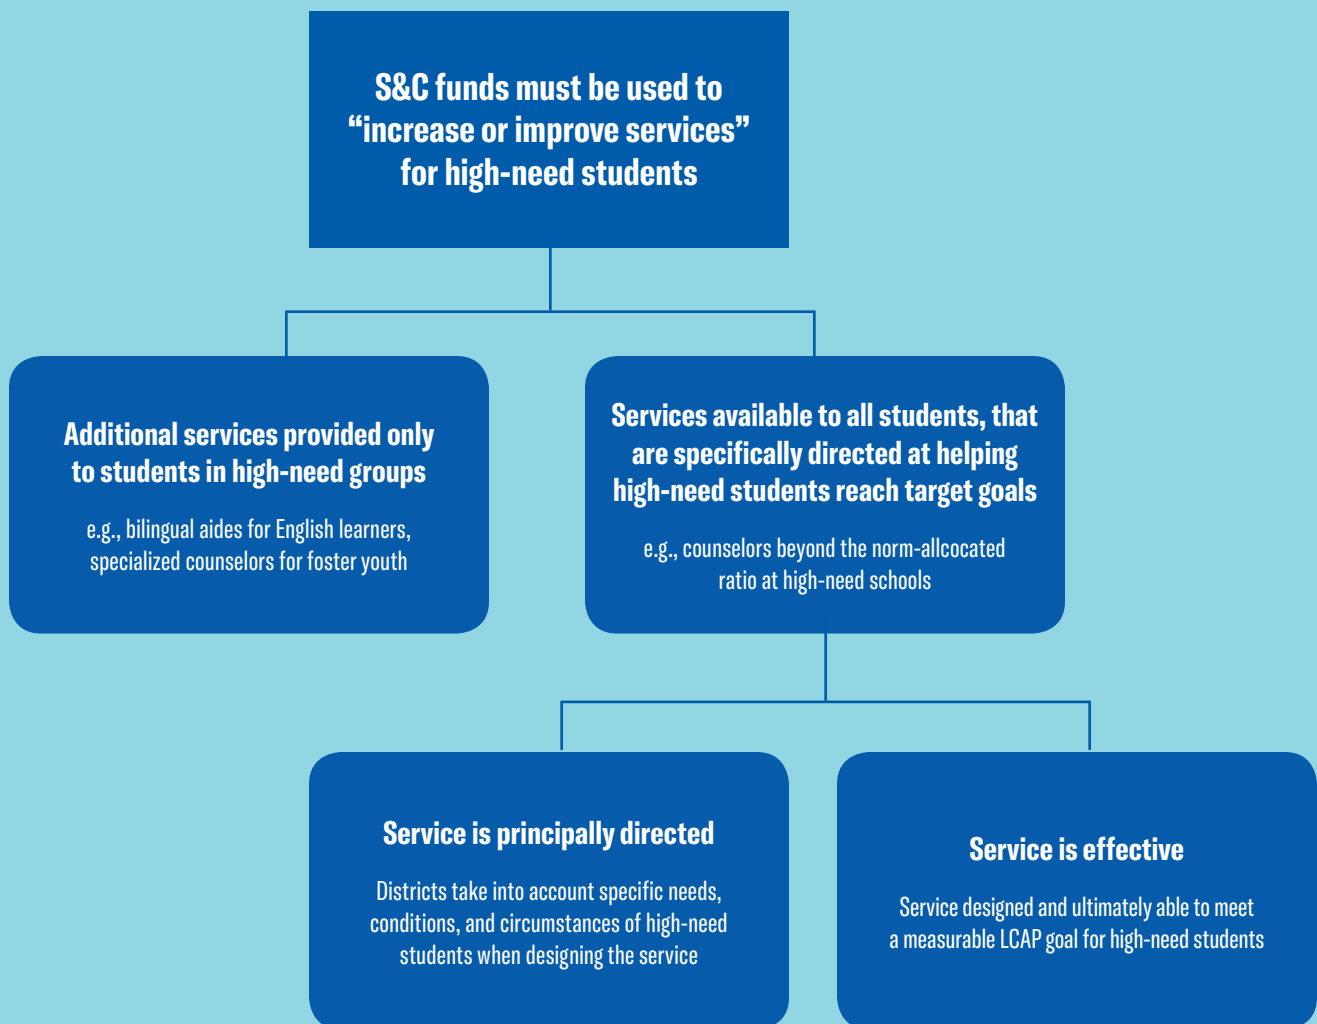 S&C funds must be used to
“increase or improve services”
for high-need students
Additional services provided only
to students in high-need groups
e.g., bilingual aides for English learners,
specialized counselors for foster youth
Services available to all students, that
are specifically directed at helping
high-need students reach target goals
e.g., counselors beyond the norm-allcocated
ratio at high-need schools
Service is principally directed
Districts take into account specific needs,
conditions, and circumstances of high-need
students when designing the service
Service is effective
Service designed and ultimately able to meet
a measurable LCAP goal for high-need students